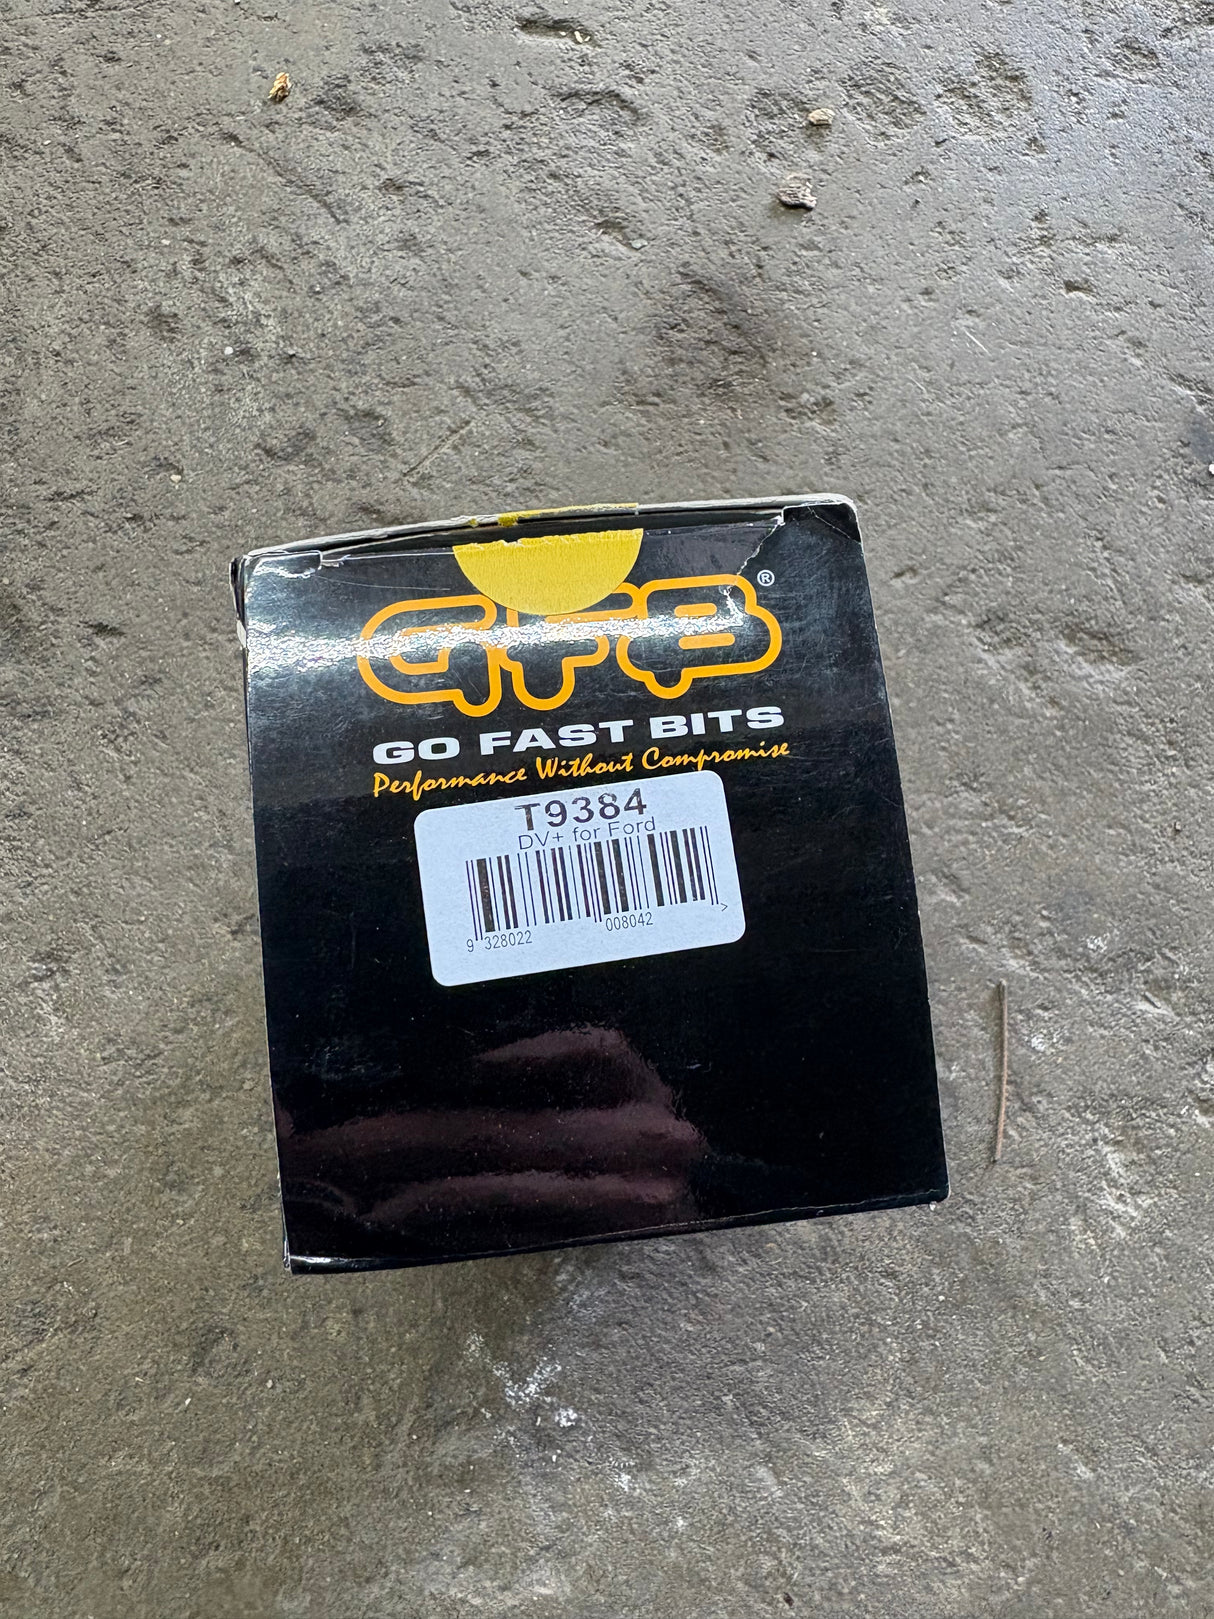 GFB®
GO FAST BITS
Performance Without Compromise
T9384
DV+ for Ford
9 328022 008042 >